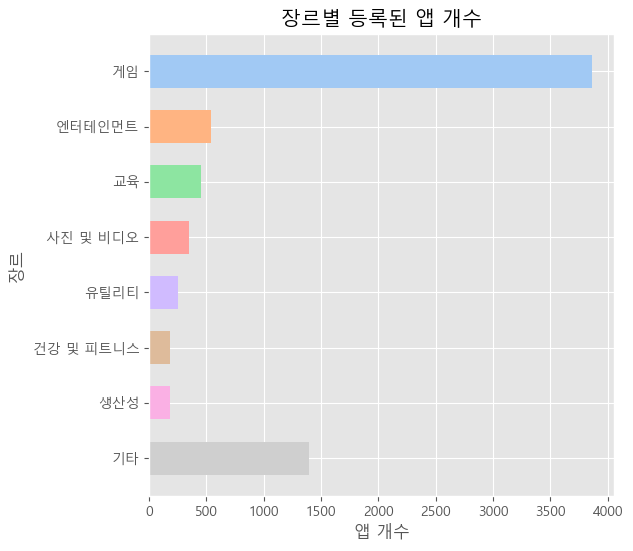 장르별 등록된 앱 개수
게임
엔터테인먼트
교육
사진 및 비디오
유틸리티
건강 및 피트니스
생산성
기타
장르
0 500 1000 1500 2000 2500 3000 3500 4000
앱 개수